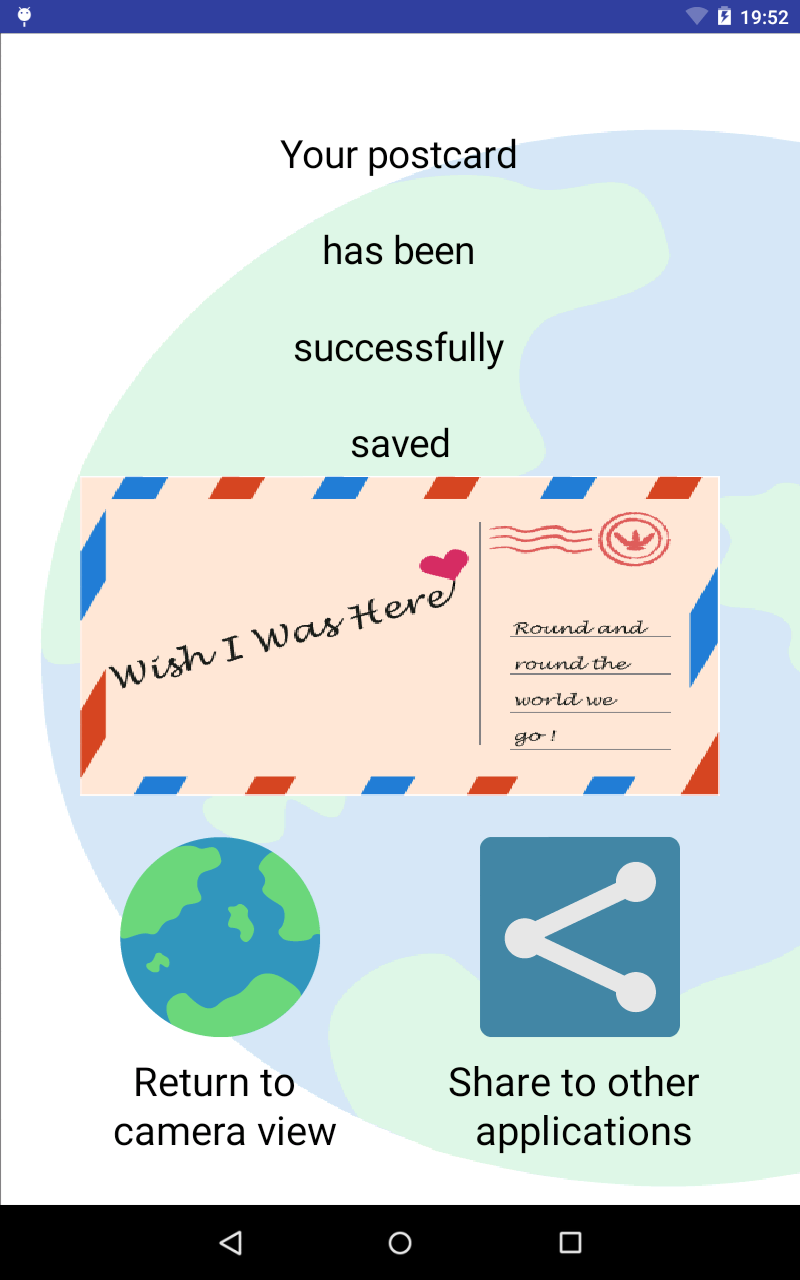 19:52
Your postcard
has been
successfully
saved
Wish I Was Here
Round and
round the
world we
go !
Return to
camera view
Share to other
applications